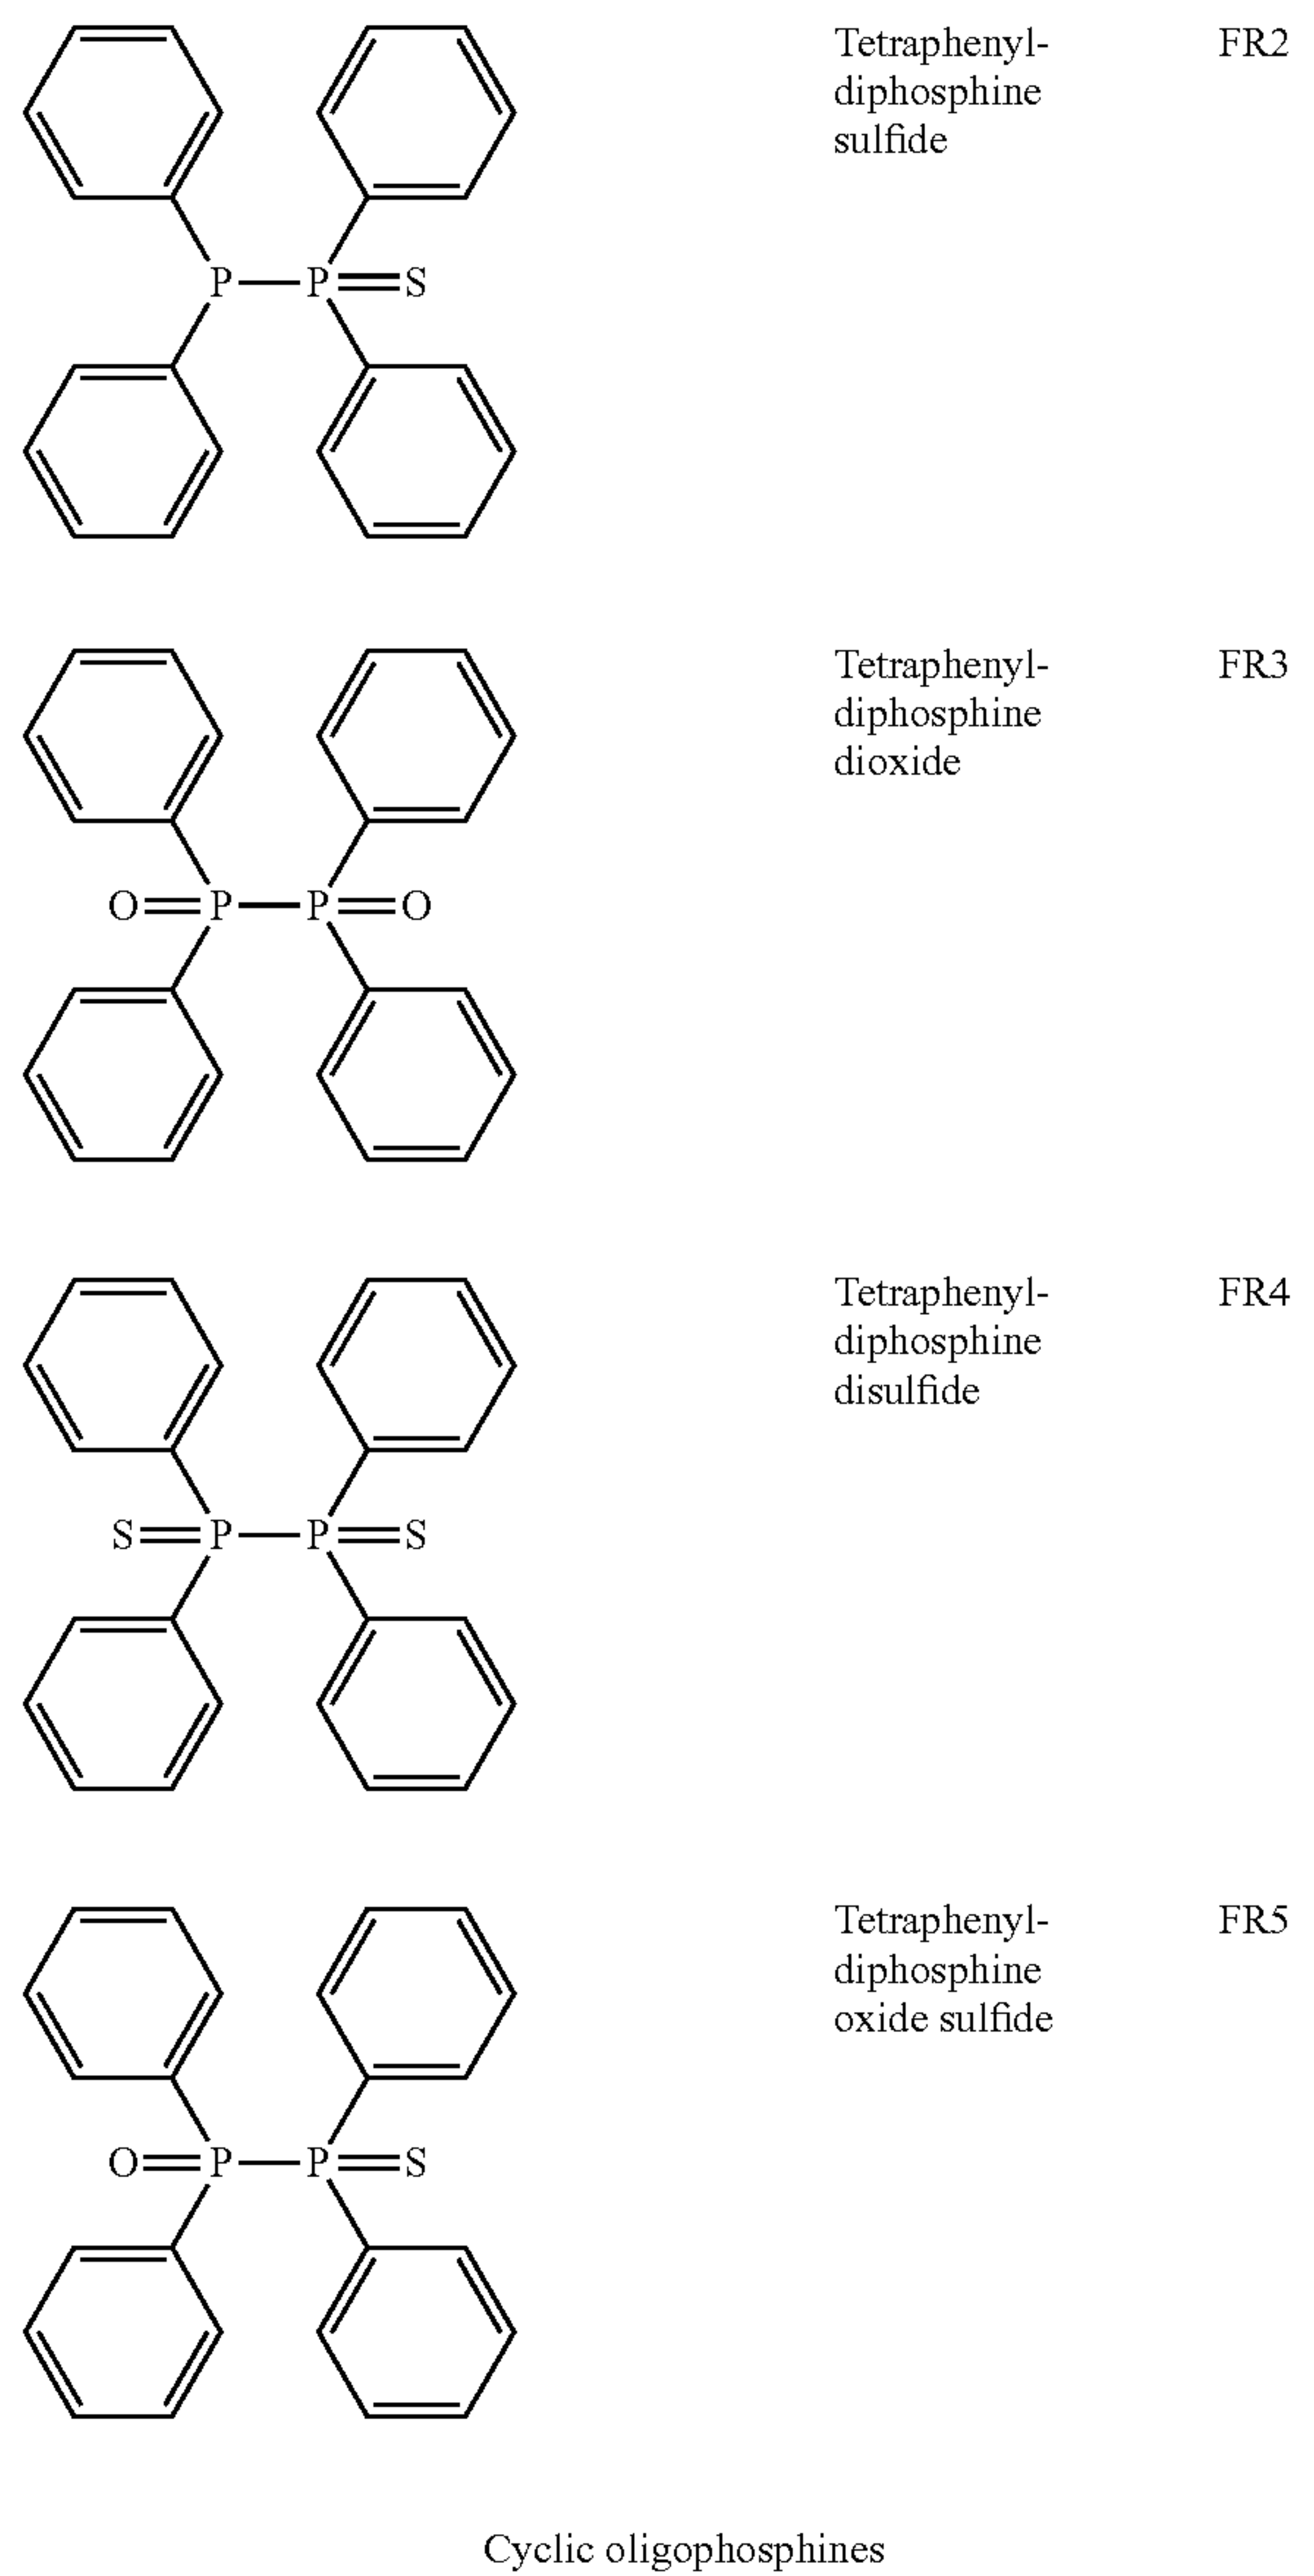 Tetraphenyl- FR2
diphosphine
sulfide
P P S
Tetraphenyl- FR3
diphosphine
dioxide
O P P O
Tetraphenyl- FR4
diphosphine
disulfide
S P P S
Tetraphenyl- FR5
diphosphine
oxide sulfide
O P P S
Cyclic oligophosphines